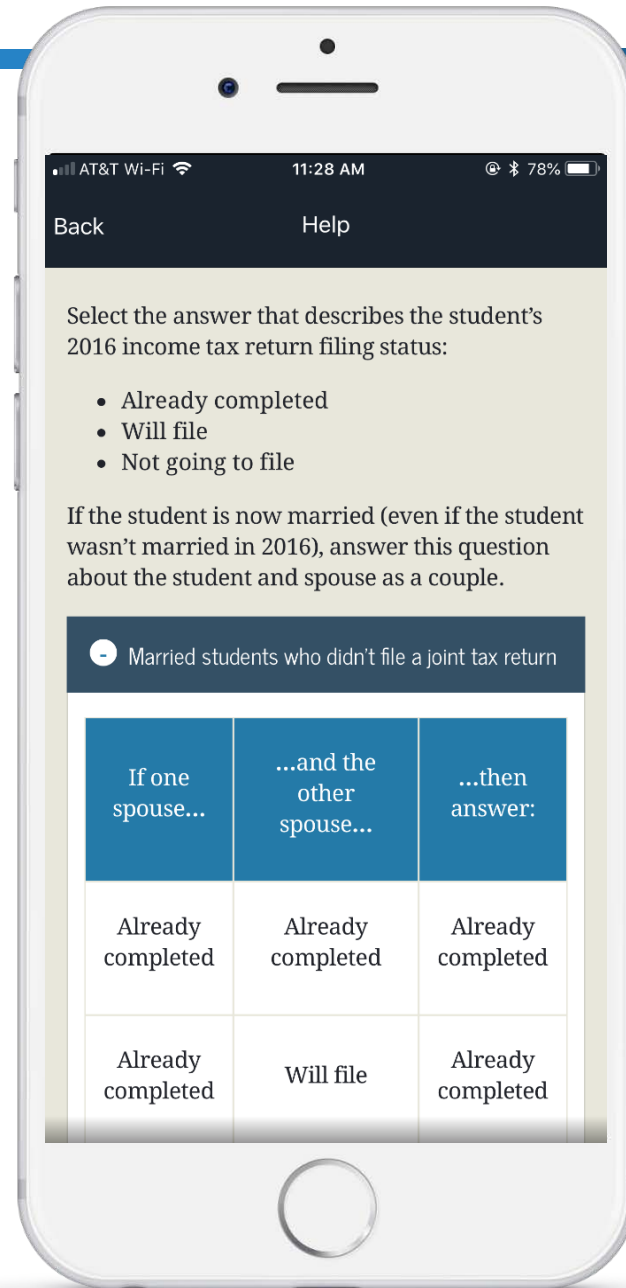 AT&T Wi-Fi 11:28 AM 78%
Back Help
Select the answer that describes the student’s
2016 income tax return filing status:
• Already completed
• Will file
• Not going to file
If the student is now married (even if the student
wasn’t married in 2016), answer this question
about the student and spouse as a couple.
- Married students who didn’t file a joint tax return
If one
spouse...
...and the
other
spouse...
...then
answer:
Already
completed
Already
completed
Already
completed
Already
completed
Will file
Already
completed